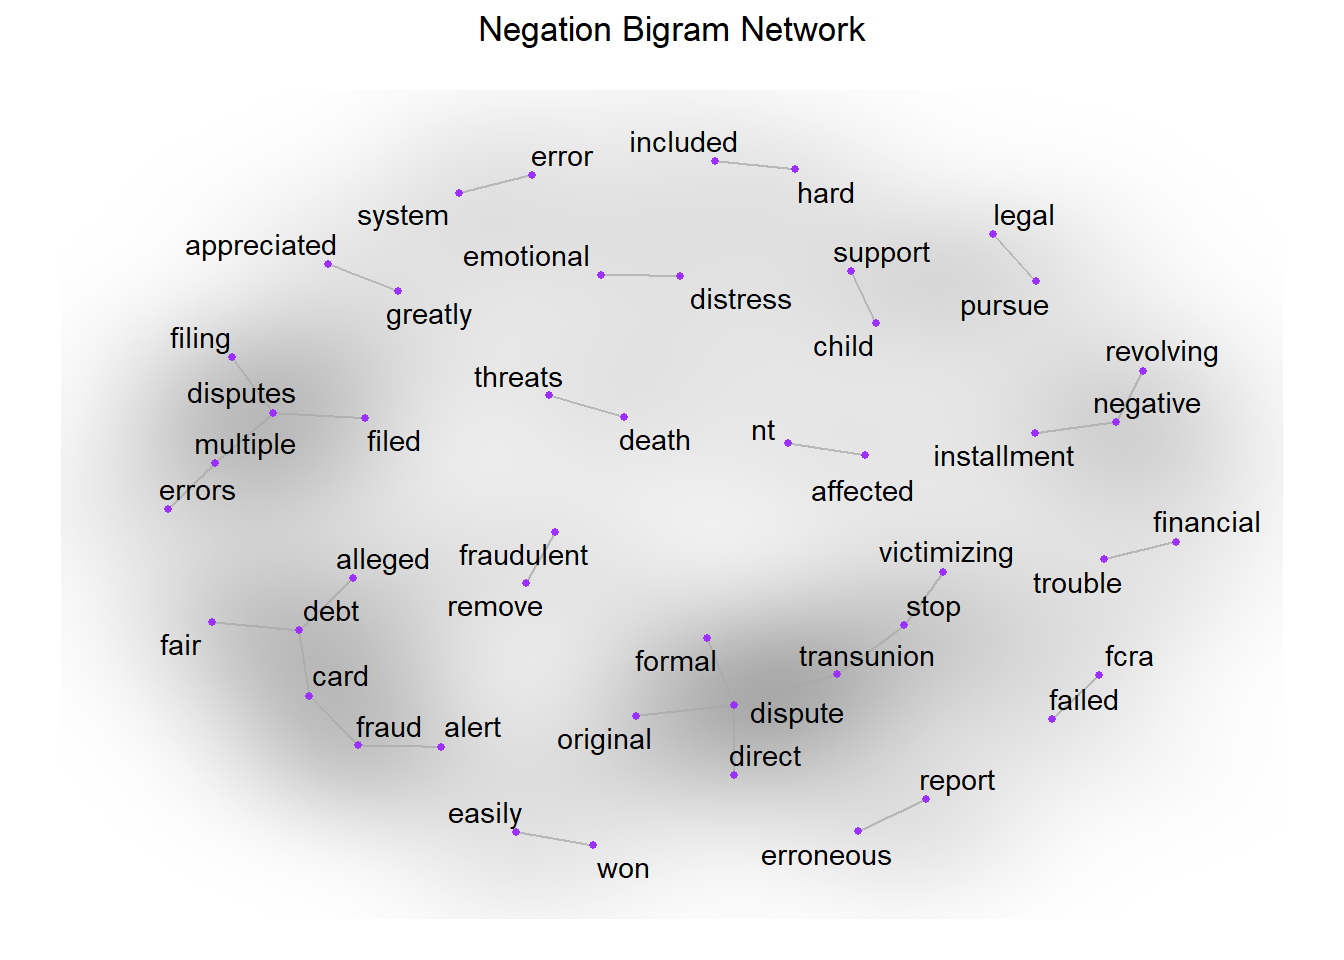 Negation Bigram Network
included
error
hard
system
legal
appreciated
support
emotional
distress
pursue
greatly
filing
child
revolving
threats
disputes
negative
nt
death
filed
multiple
installment
errors
affected
financial
victimizing
fraudulent
alleged
trouble
remove
stop
debt
fair
formal
transunion
fcra
card
failed
dispute
fraud
alert
original
direct
report
easily
erroneous
won